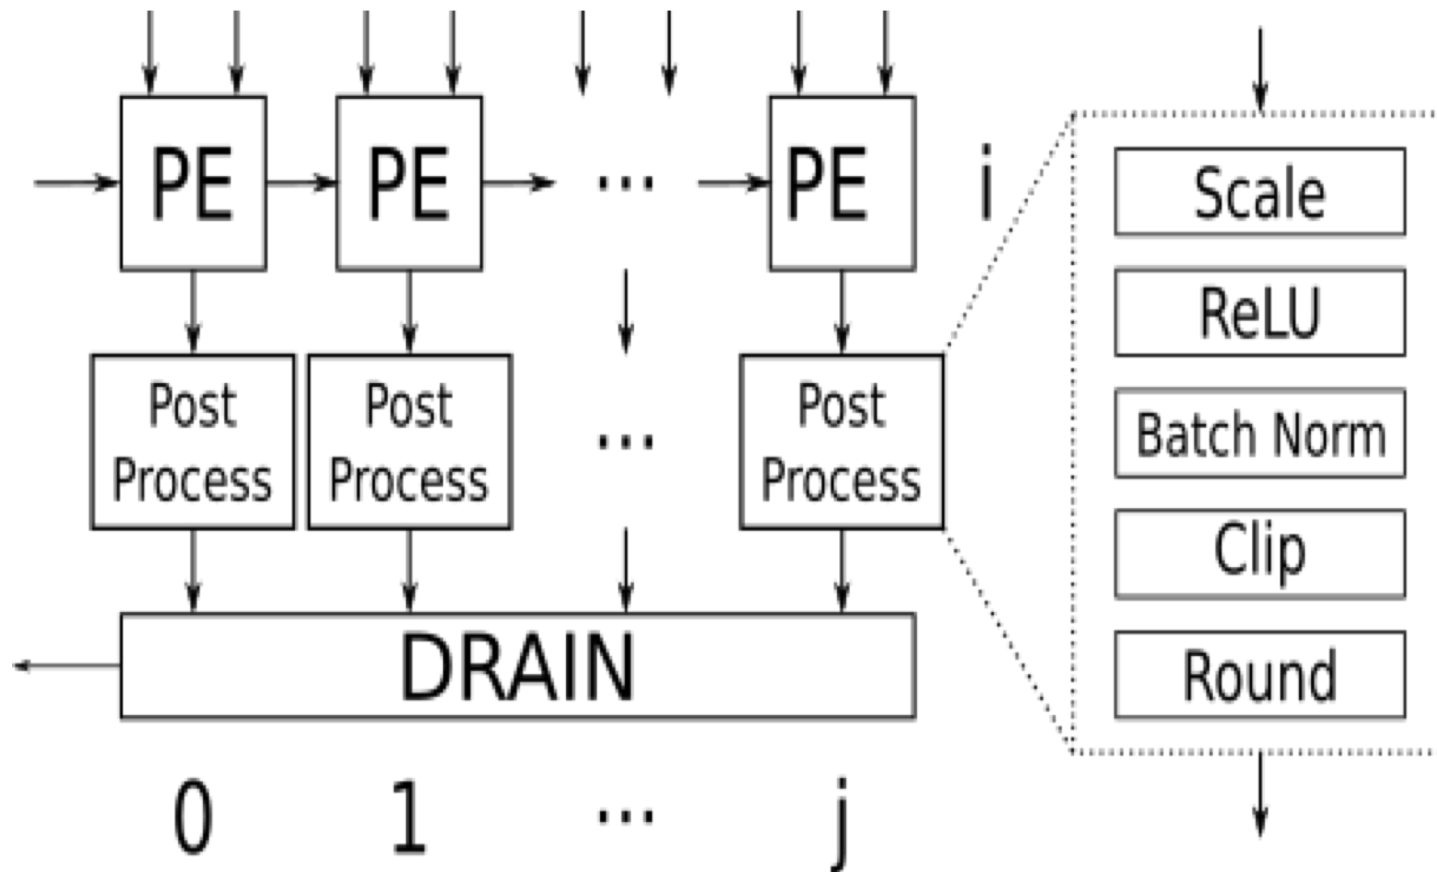 PE PE ... PE i
Post Process Post Process ... Post Process
DRAIN
0 1 ... j
Scale
ReLU
Batch Norm
Clip
Round